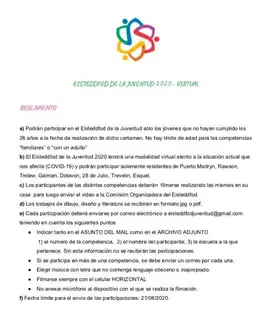 EISTEDDFOD DE LA JUVENTUD 2020 - VIRTUAL
REGLAMENTO
a) Podrán participar en el Eisteddfod de la Juventud sólo los jóvenes que no hayan cumplido los
26 años a la fecha de realización de dicho certamen. No hay límite de edad para las competencias
"familiares" o "con un adulto"
b) El Eisteddfod de la Juventud 2020 tendrá una modalidad virtual atento a la situación actual que
nos afecta (COVID-19) y podrán participar solamente residentes de Puerto Madryn, Rawson,
Trelew, Gaiman, Dolavon, 28 de Julio, Trevelin, Esquel.
c) Los participantes de las distintas competencias deberán filmarse realizando las mismas en su
casa para luego enviar el video a la Comisión Organizadora del Eisteddfod.
d) Los trabajos de dibujo, diseño y literatura se recibirán en formato jpg o pdf.
e) Cada participación deberá enviarse por correo electrónico a eisteddfodjuventud@gmail.com
teniendo en cuenta los siguientes puntos
● Indicar tanto en el ASUNTO DEL MAIL como en el ARCHIVO ADJUNTO
1) el número de la competencia, 2) el nombre del participante, 3) la escuela a la que
pertenece. Sin esta información no se recibirán las participaciones.
● Si se participa en más de una competencia, se debe enviar un correo por cada una.
● Elegir música con letra que no contenga lenguaje obsceno o inapropiado.
● Filmarse siempre con el celular HORIZONTAL
● No anexar micrófono al dispositivo con el que se realiza la filmación.
f) Fecha límite para el envío de las participaciones: 21/08/2020.